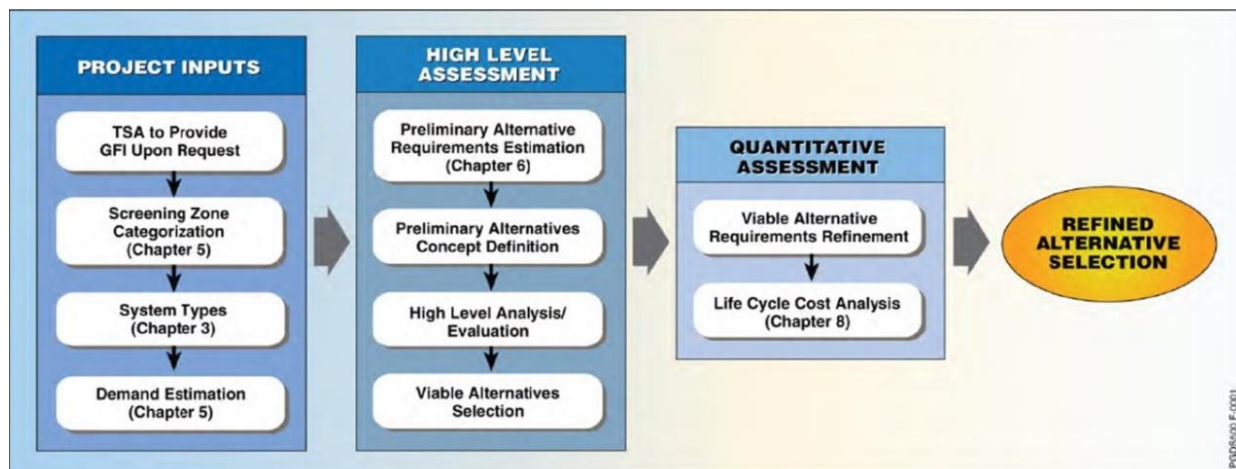 PROJECT INPUTS
TSA to Provide
GFI Upon Request
Screening Zone
Categorization
(Chapter 5)
System Types
(Chapter 3)
Demand Estimation
(Chapter 5)
HIGH LEVEL
ASSESSMENT
Preliminary Alternative
Requirements Estimation
(Chapter 6)
Preliminary Alternatives
Concept Definition
High Level Analysis/
Evaluation
Viable Alternatives
Selection
QUANTITATIVE
ASSESSMENT
Viable Alternative
Requirements Refinement
Life Cycle Cost Analysis
(Chapter 8)
REFINED
ALTERNATIVE
SELECTION